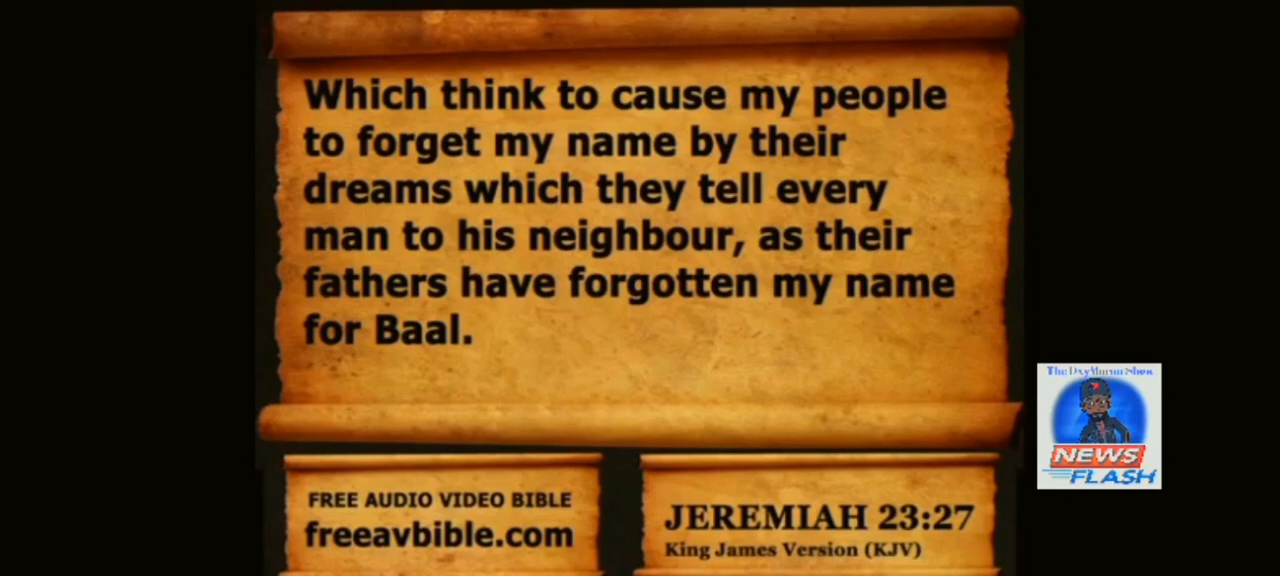 Which think to cause my people
to forget my name by their
dreams which they tell every
man to his neighbour, as their
fathers have forgotten my name
for Baal.
FREE AUDIO VIDEO BIBLE
freeavbible.com
JEREMIAH 23:27
King James Version (KJV)
The Show
NEWS
FLASH